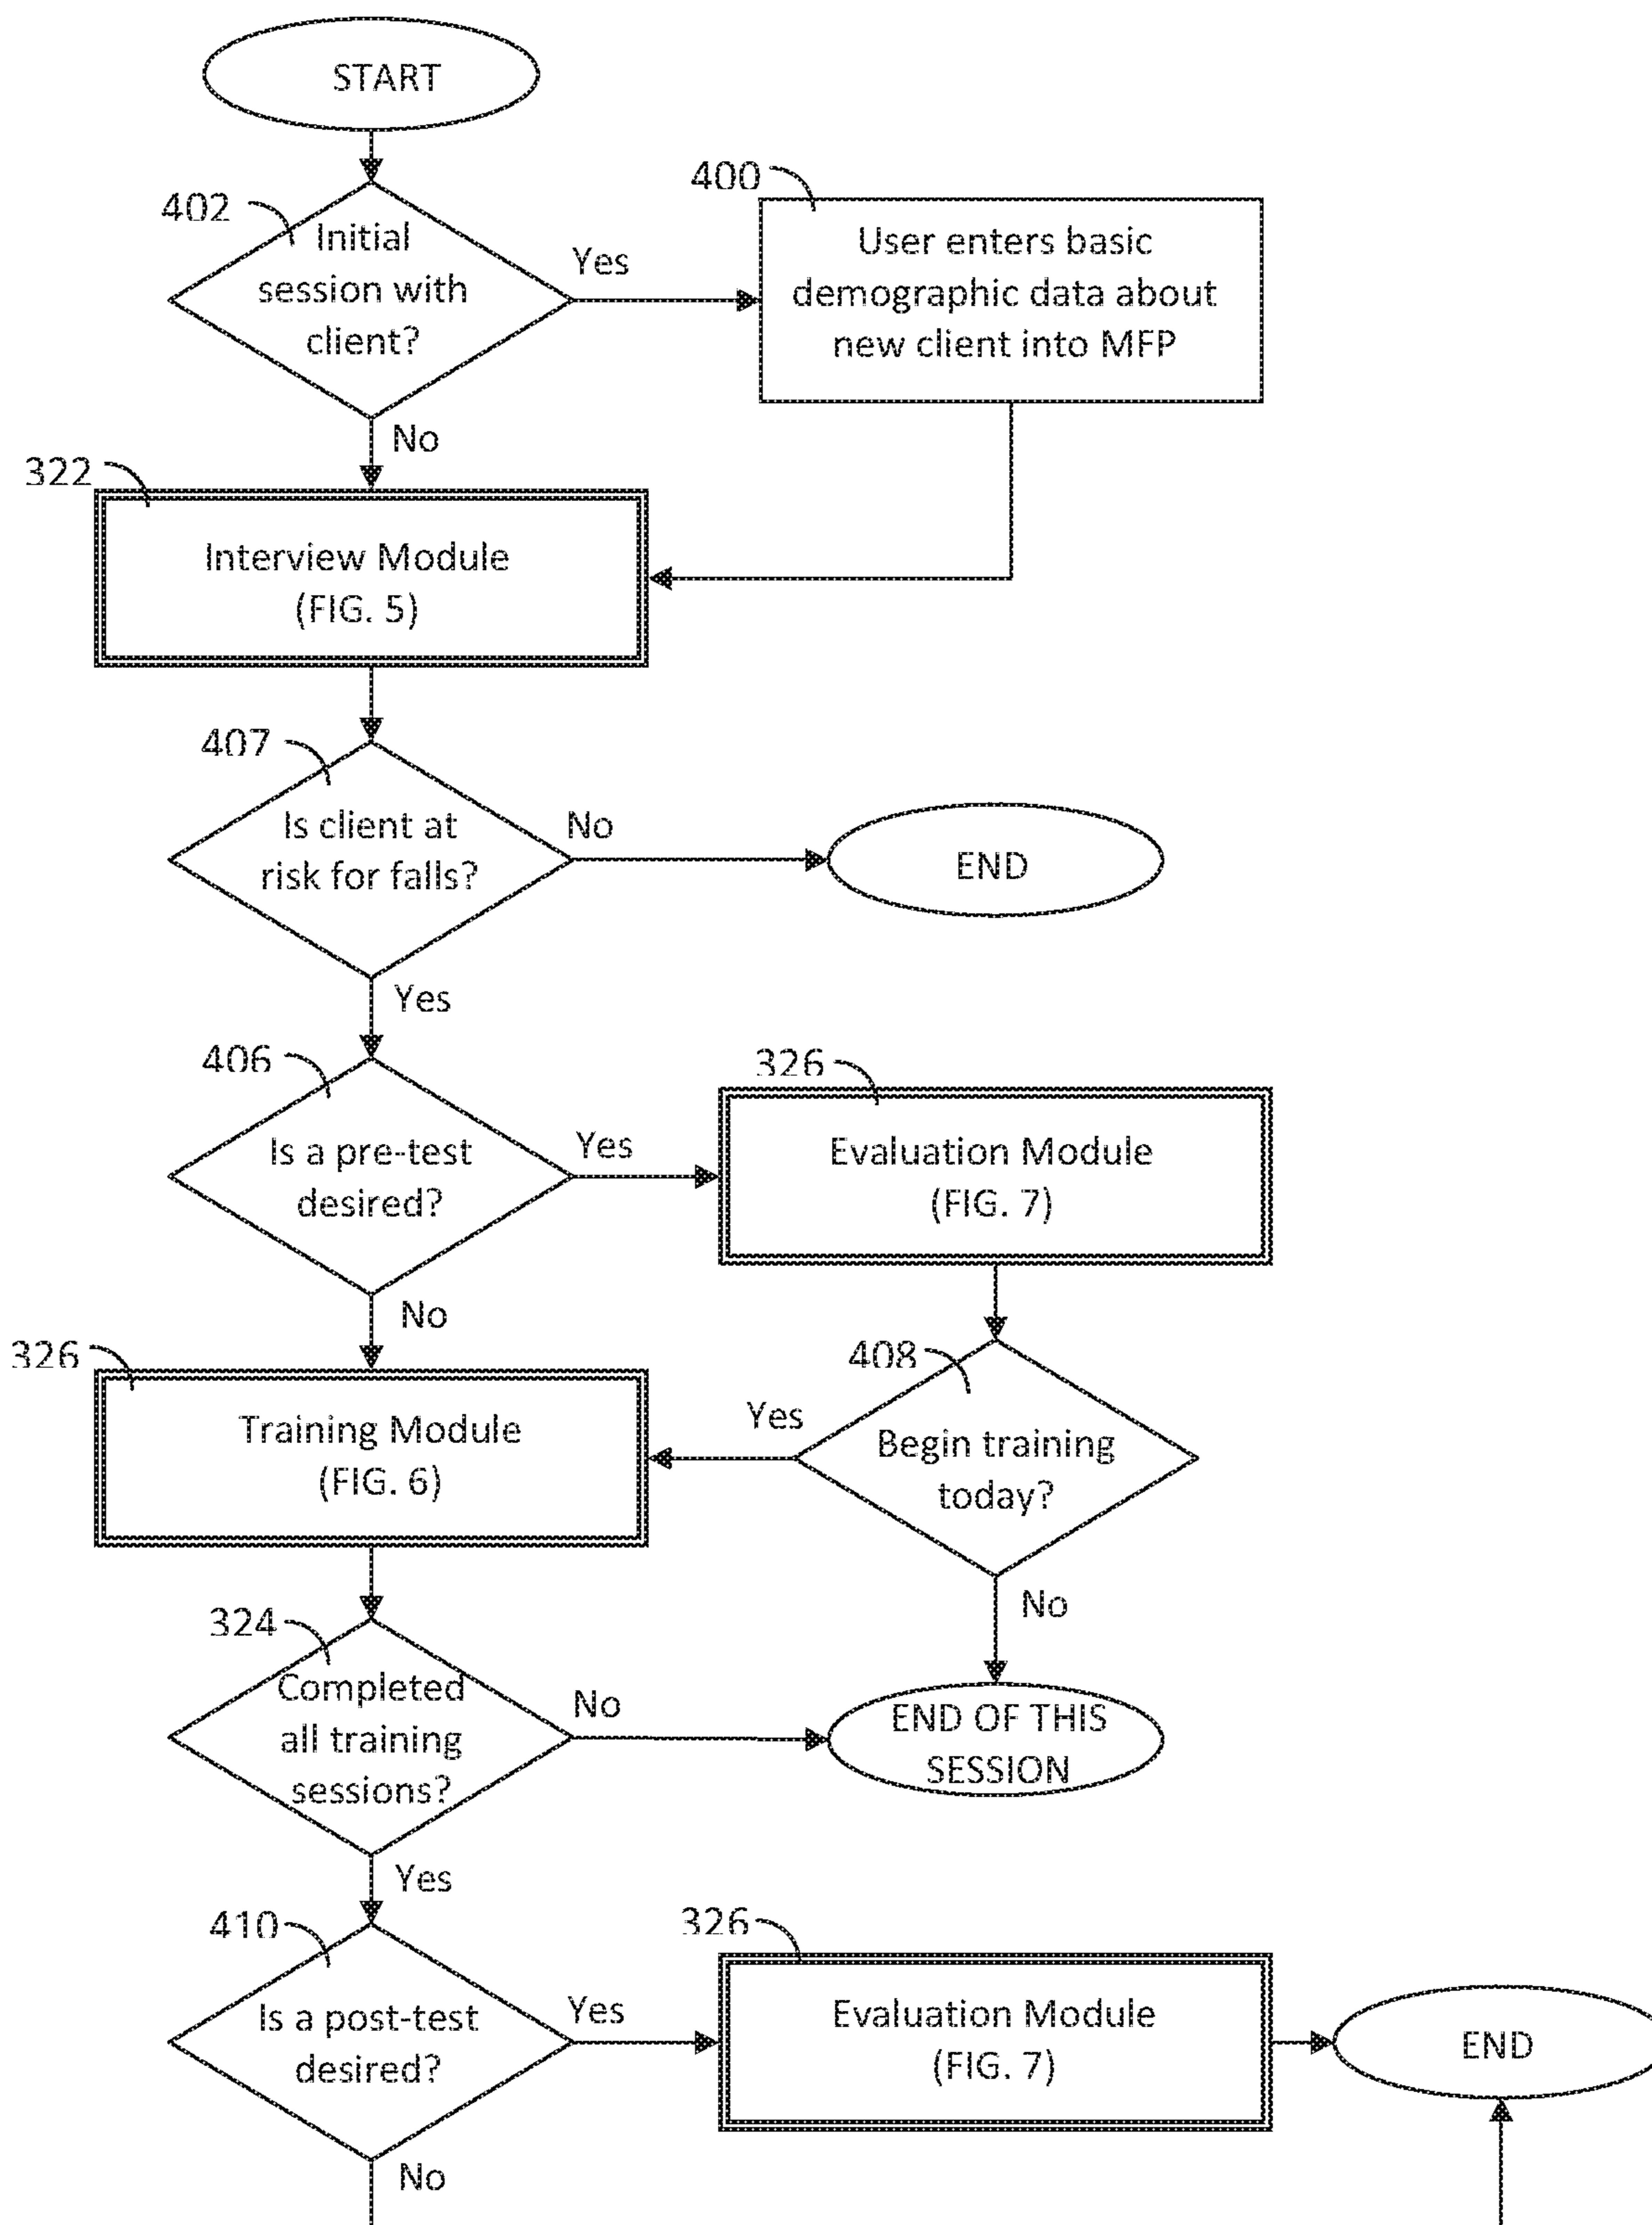 START
402
Initial
session with
client?
Yes
400
User enters basic
demographic data about
new client into MFP
No
322
Interview Module
(FIG. 5)
407
Is client at
risk for falls?
No
END
Yes
406
Is a pre-test
desired?
Yes
326
Evaluation Module
(FIG. 7)
No
326
Training Module
(FIG. 6)
Yes
408
Begin training
today?
No
324
Completed
all training
sessions?
No
END OF THIS
SESSION
Yes
410
Is a post-test
desired?
Yes
326
Evaluation Module
(FIG. 7)
END
No